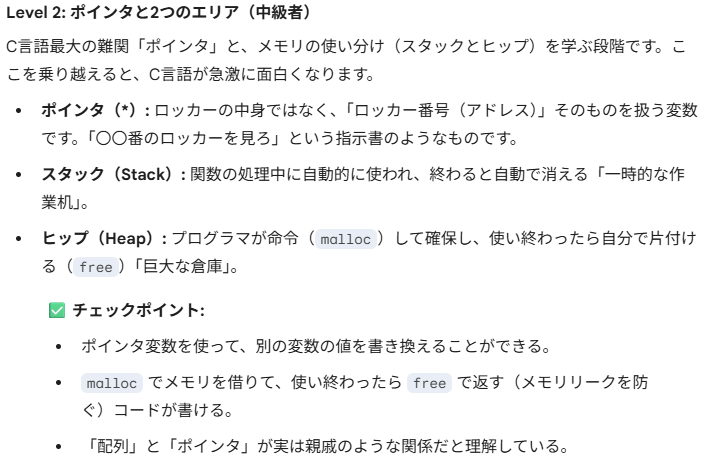 Level 2: ポインタと2つのエリア（中級者）
C言語最大の難関「ポインタ」と、メモリの使い分け（スタックとヒップ）を学ぶ段階です。こ
こを乗り越えると、C言語が急激に面白くなります。
• ポインタ（*）: ロッカーの中身ではなく、「ロッカー番号（アドレス）」そのものを扱う変数
です。「〇〇番のロッカーを見ろ」という指示書のようなものです。
• スタック（Stack）: 関数の処理中に自動的に使われ、終わると自動で消える「一時的な作
業机」。
• ヒップ（Heap）: プログラマが命令（malloc）して確保し、使い終わったら自分で片付け
る（free）「巨大な倉庫」。
✅ チェックポイント:
• ポインタ変数を使って、別の変数の値を書き換えることができる。
• malloc でメモリを借りて、使い終わったら free で返す（メモリリークを防
ぐ）コードが書ける。
• 「配列」と「ポインタ」が実は親戚のような関係だと理解している。